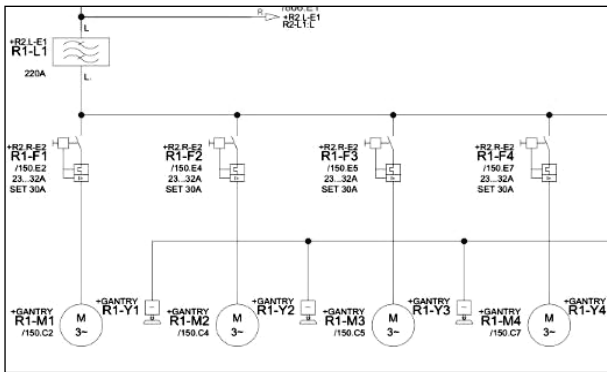 R
+R2.L-E1
R2-L1:L
L
+R2.L-E1
R1-L1
220A
L.
+R2.R-E2
R1-F1
/150.E2
23...32A
SET 30A
+R2.R-E2
R1-F2
/150.E4
23...32A
SET 30A
+R2.R-E2
R1-F3
/150.E5
23...32A
SET 30A
+R2.R-E2
R1-F4
/150.E7
23...32A
SET 30A
+GANTRY
R1-M1
/150.C2
M
3~
+GANTRY
R1-Y1
+GANTRY
R1-M2
/150.C4
M
3~
+GANTRY
R1-Y2
+GANTRY
R1-M3
/150.C5
M
3~
+GANTRY
R1-Y3
+GANTRY
R1-M4
/150.C7
M
3~
+GANTRY
R1-Y4